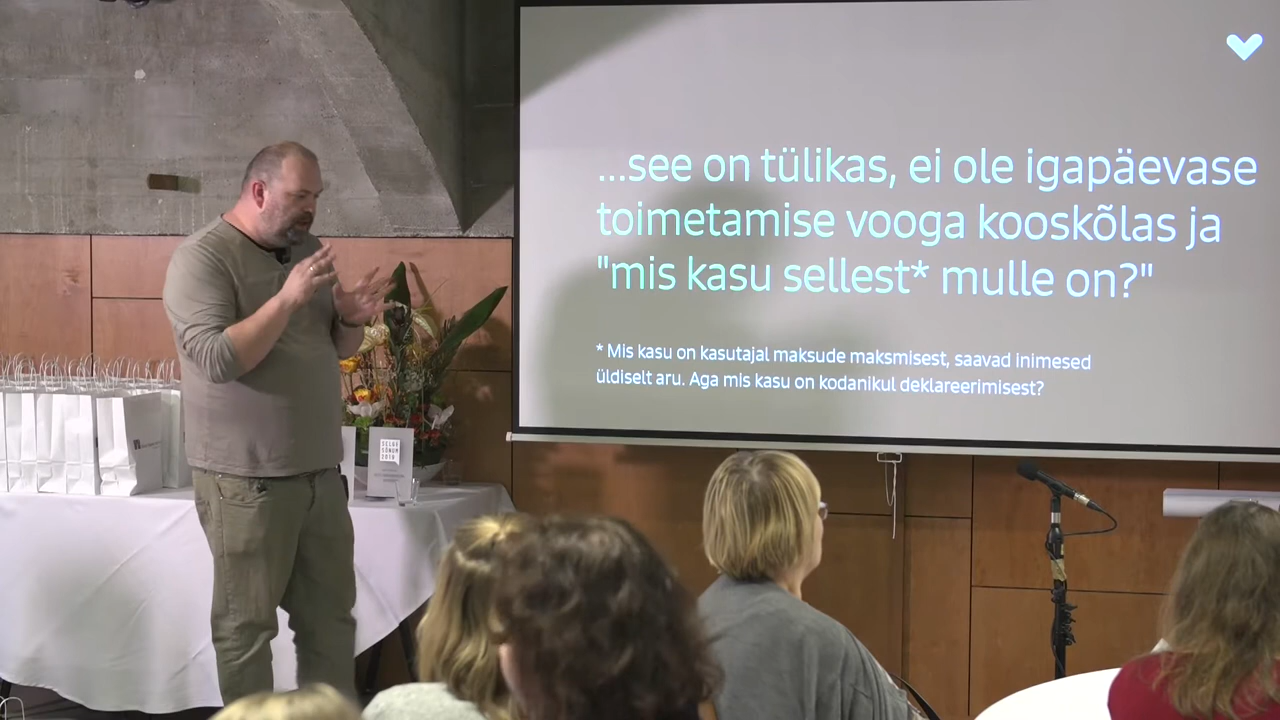 ...see on tülikas, ei ole igapäevase
toimetamise vooga kooskõlas ja
"mis kasu sellest* mulle on?"
* Mis kasu on kasutajal maksude maksmisest, saavad inimesed
üldiselt aru. Aga mis kasu on kodanikul deklareerimisest?
SELGE
SÕNUM
2018